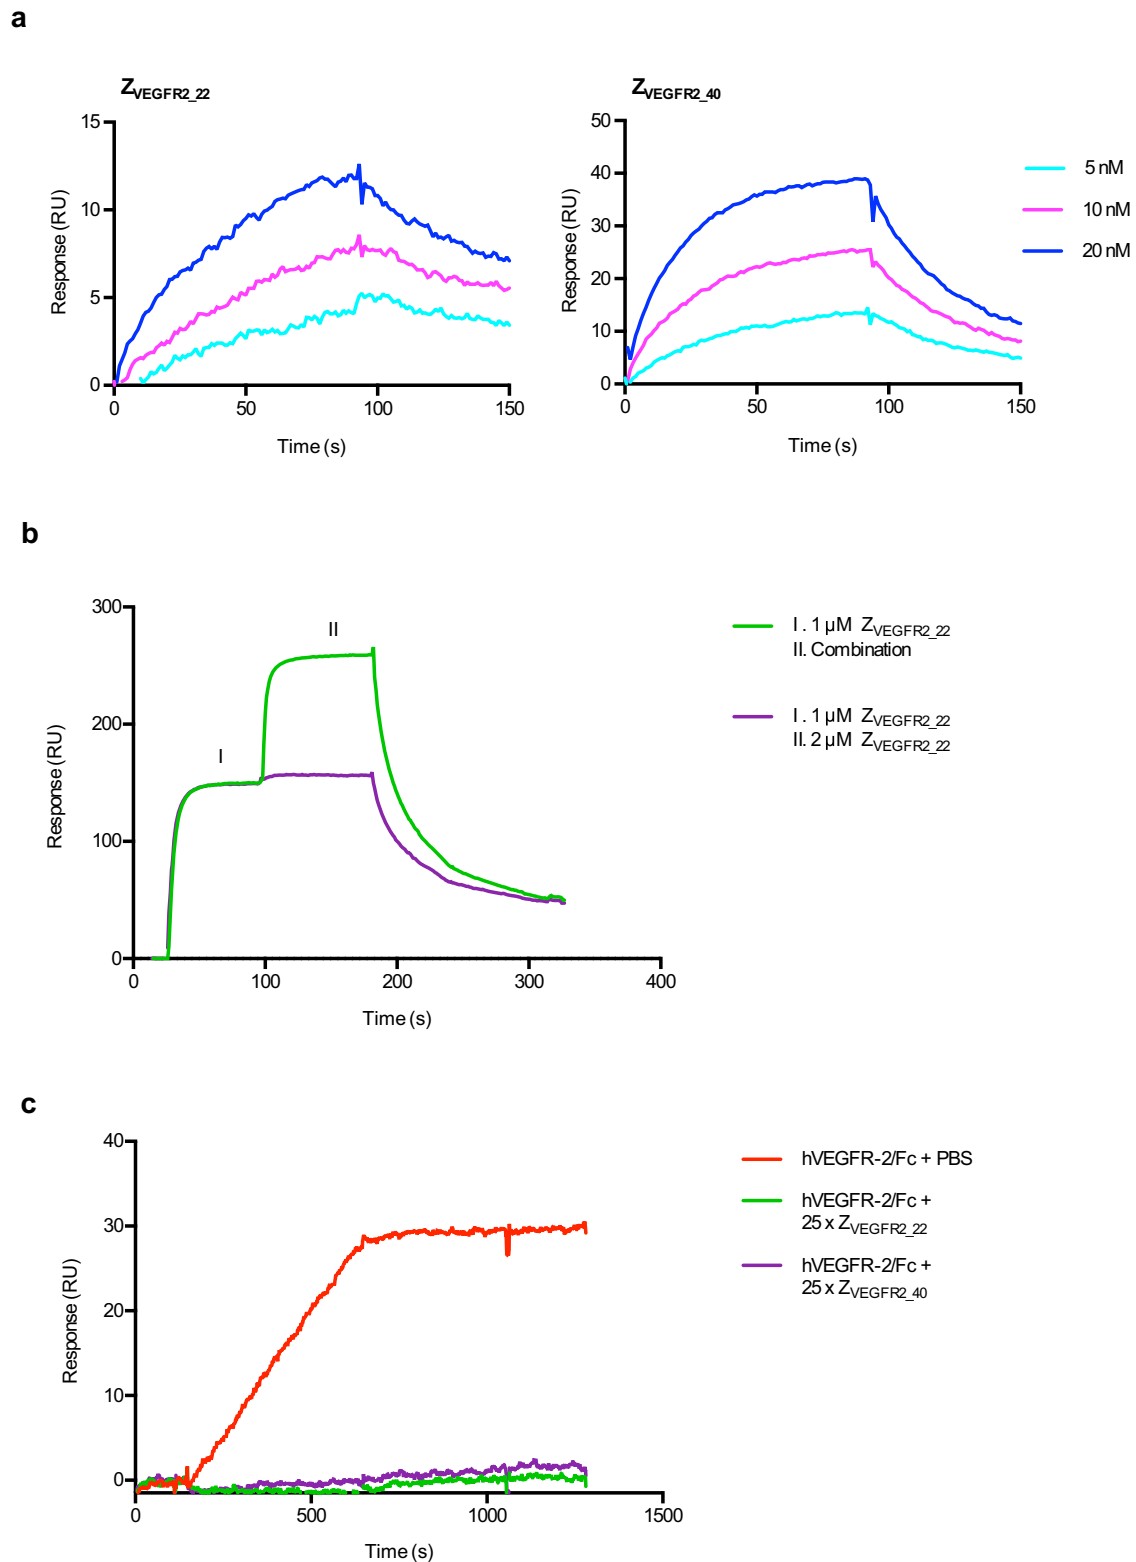 a
ZVEGFR2_22
ZVEGFR2_40
15
10
5
0
Response (RU)
0 50 100 150
Time (s)
50
40
30
20
10
0
Response (RU)
0 50 100 150
Time (s)
5 nM
10 nM
20 nM
b
300
200
100
0
Response (RU)
I
II
0 100 200 300 400
Time (s)
I . 1 µM ZVEGFR2_22
II. Combination
I . 1 µM ZVEGFR2_22
II. 2 µM ZVEGFR2_22
c
40
30
20
10
0
Response (RU)
0 500 1000 1500
Time (s)
hVEGFR-2/Fc + PBS
hVEGFR-2/Fc +
25 x ZVEGFR2_22
hVEGFR-2/Fc +
25 x ZVEGFR2_40